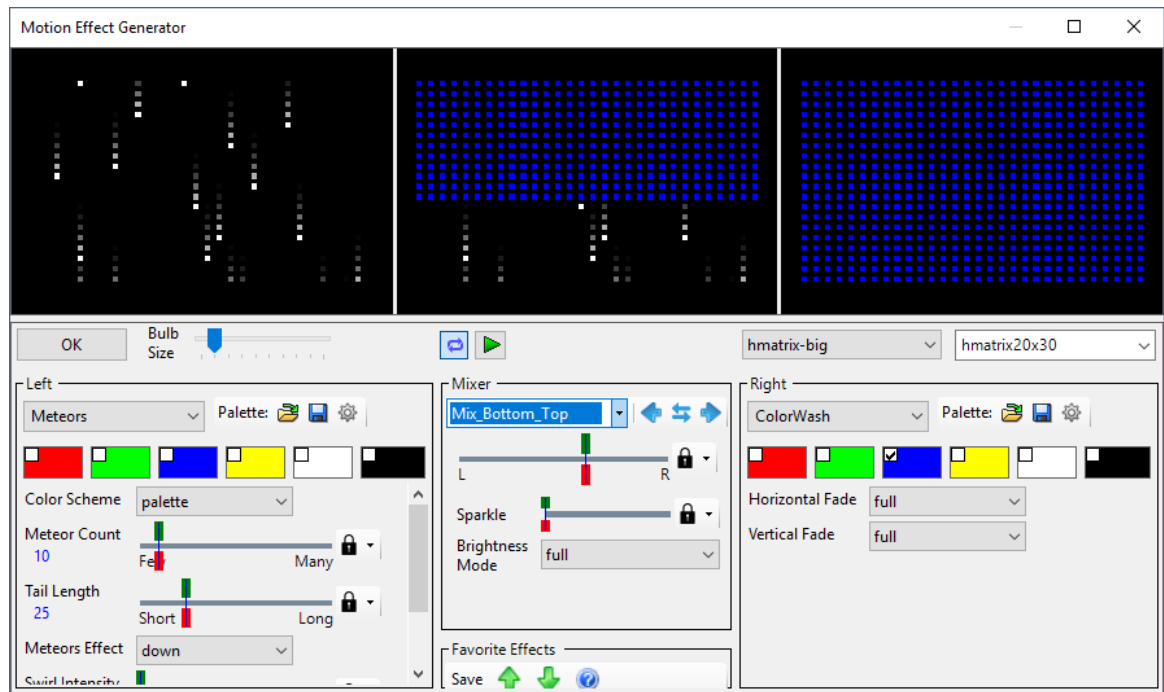 Motion Effect Generator
OK
Bulb Size
hmatrix-big
hmatrix20x30
Left
Meteors
Palette:
Color Scheme
palette
Meteor Count
10
Few
Many
Tail Length
25
Short
Long
Meteors Effect
down
Swirl Intensity
Mixer
Mix_Bottom_Top
L
R
Sparkle
Brightness Mode
full
Favorite Effects
Save
Right
ColorWash
Palette:
Horizontal Fade
full
Vertical Fade
full